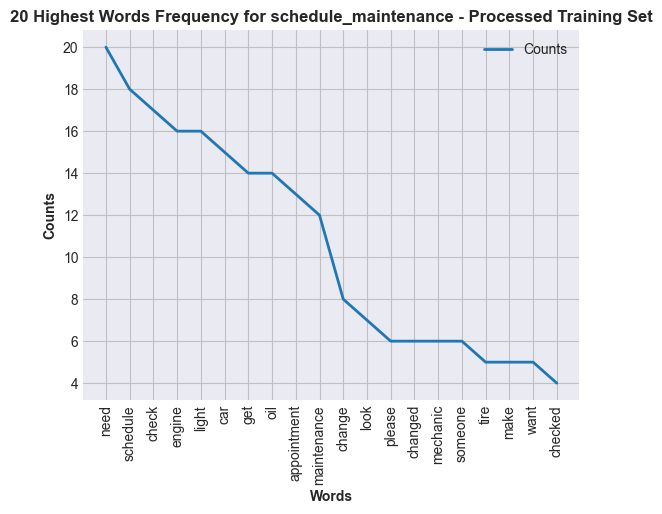 20 Highest Words Frequency for schedule_maintenance - Processed Training Set
Counts
Counts
20
18
16
14
12
10
8
6
4
need
schedule
check
engine
light
car
get
oil
appointment
maintenance
change
look
please
changed
mechanic
someone
tire
make
want
checked
Words